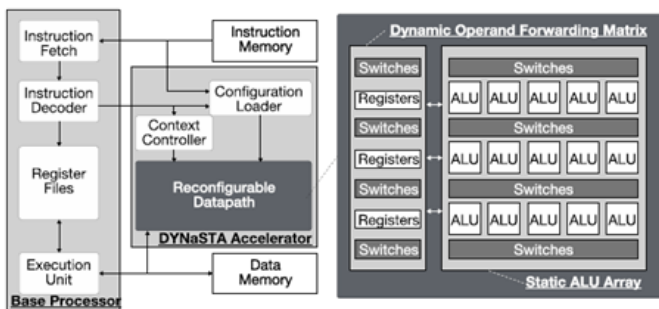 Instruction
Fetch
Instruction
Decoder
Register
Files
Execution
Unit
Base Processor
Instruction
Memory
Configuration
Loader
Context
Controller
Reconfigurable
Datapath
DYNaSTA Accelerator
Data
Memory
Dynamic Operand Forwarding Matrix
Switches
Registers
Switches
Registers
Switches
Registers
Switches
Switches
ALU ALU ALU ALU ALU
Switches
ALU ALU ALU ALU ALU
Switches
ALU ALU ALU ALU ALU
Switches
Static ALU Array